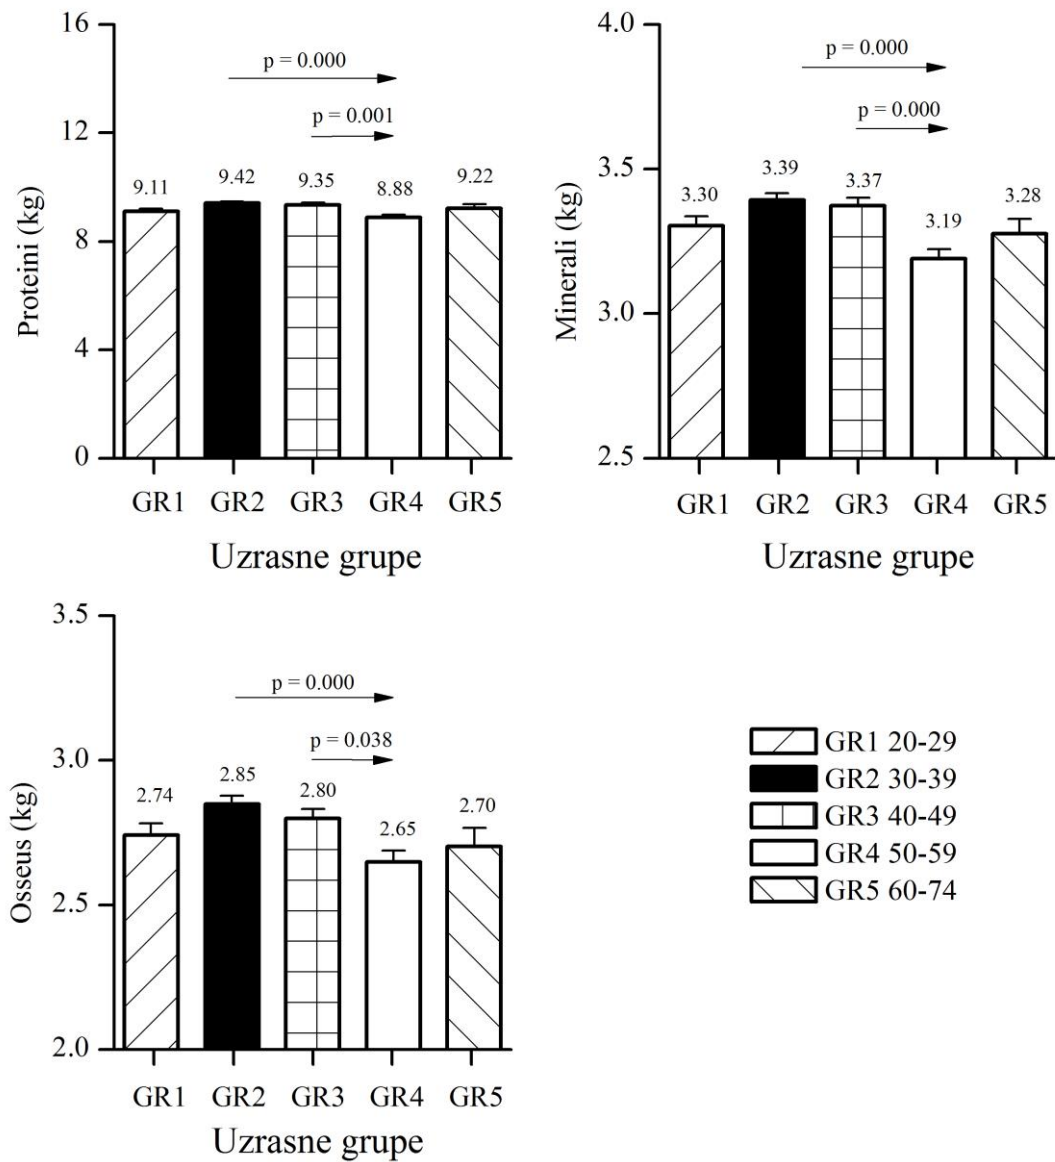 16
12
8
4
0
Proteini (kg)
p = 0.000
p = 0.001
9.11
9.42
9.35
8.88
9.22
GR1 GR2 GR3 GR4 GR5
Uzrasne grupe
4.0
3.5
3.0
2.5
Minerali (kg)
p = 0.000
p = 0.000
3.30
3.39
3.37
3.19
3.28
GR1 GR2 GR3 GR4 GR5
Uzrasne grupe
3.5
3.0
2.5
2.0
Osseus (kg)
p = 0.000
p = 0.038
2.74
2.85
2.80
2.65
2.70
GR1 GR2 GR3 GR4 GR5
Uzrasne grupe
GR1 20-29
GR2 30-39
GR3 40-49
GR4 50-59
GR5 60-74